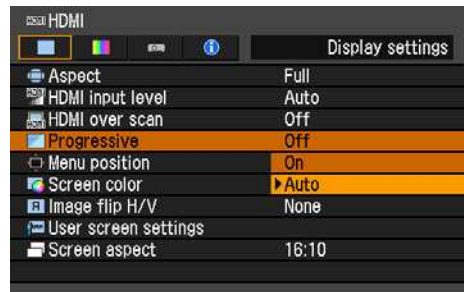 HDMI
Display settings
Aspect Full
HDMI input level Auto
HDMI over scan Off
Progressive Off
Menu position On
Screen color Auto
Image flip H/V None
User screen settings
Screen aspect 16:10